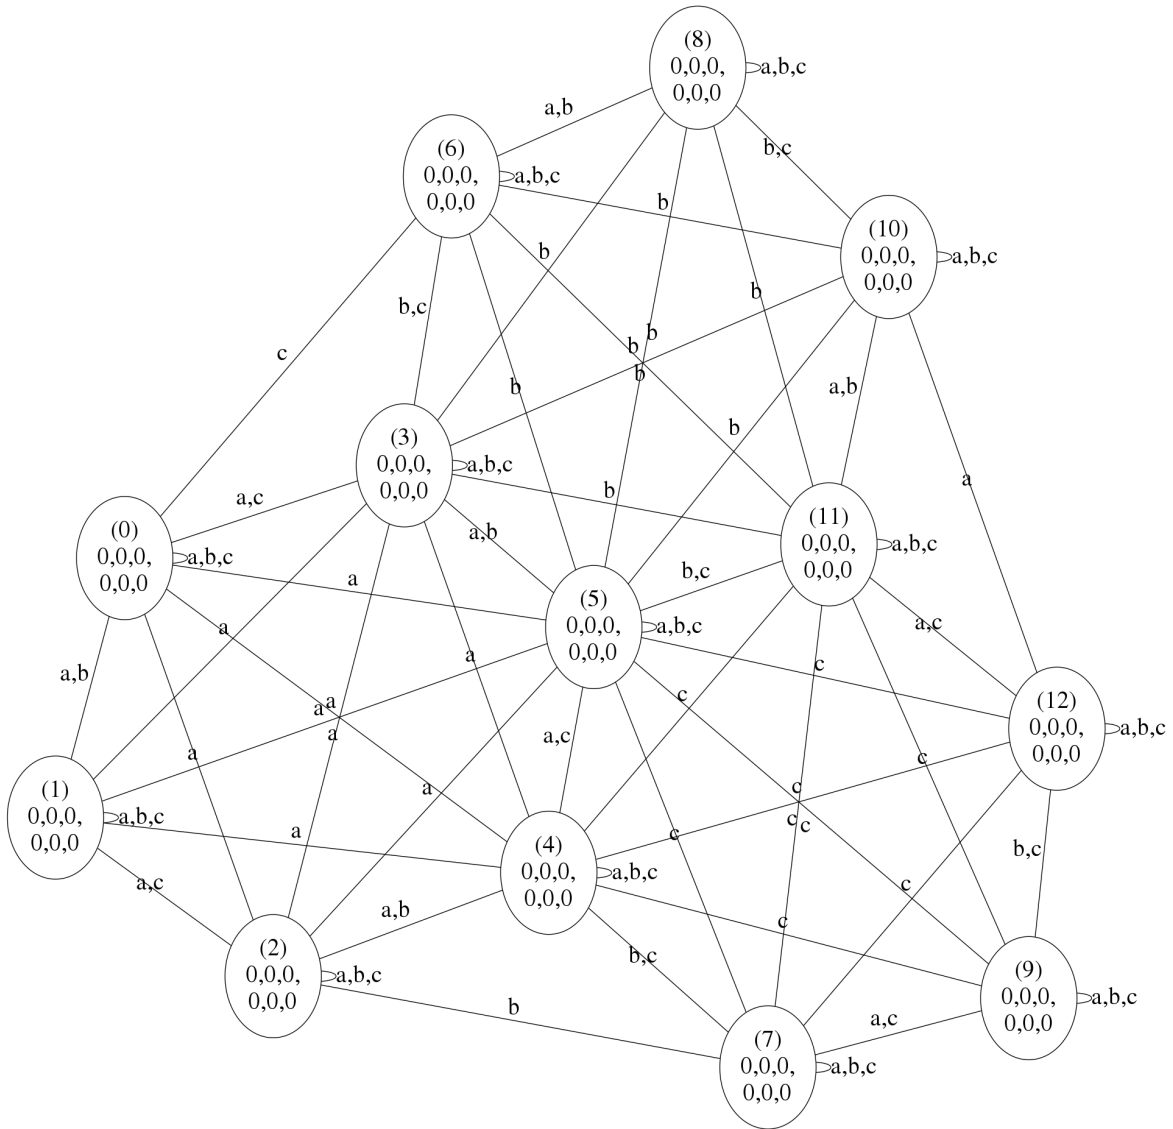 (8)
0,0,0,
0,0,0
a,b,c
a,b
(6)
0,0,0,
0,0,0
a,b,c
b,c
b
(10)
0,0,0,
0,0,0
a,b,c
b
b
b,c
b
b
b
c
b
a,b
b
(3)
0,0,0,
0,0,0
a,b,c
a
b
a,c
(0)
0,0,0,
0,0,0
a,b,c
a,b
(11)
0,0,0,
0,0,0
a,b,c
b,c
a
(5)
0,0,0,
0,0,0
a,b,c
a
a,c
a
c
a,b
c
a
a
a
(12)
0,0,0,
0,0,0
a,b,c
a,c
a
c
a
c
(1)
0,0,0,
0,0,0
a,b,c
c
c
a
c
b,c
(4)
0,0,0,
0,0,0
a,b,c
a,c
c
a,b
c
(2)
0,0,0,
0,0,0
a,b,c
b,c
(9)
0,0,0,
0,0,0
a,b,c
b
a,c
(7)
0,0,0,
0,0,0
a,b,c